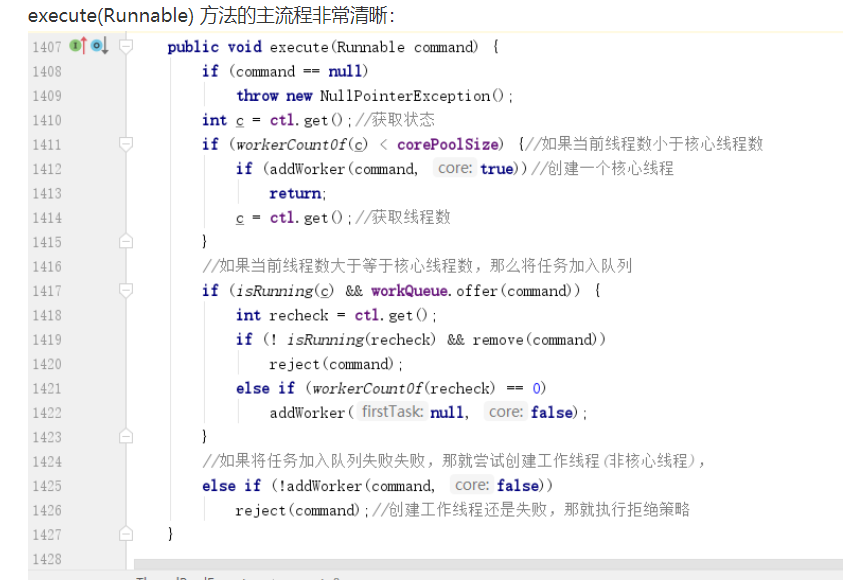 execute(Runnable) 方法的主流程非常清晰:
1407 public void execute(Runnable command) {
1408 if (command == null)
1409 throw new NullPointerException();
1410 int c = ctl.get();//获取状态
1411 if (workerCountOf(c) < corePoolSize) {//如果当前线程数小于核心线程数
1412 if (addWorker(command, core: true))//创建一个核心线程
1413 return;
1414 c = ctl.get();//获取线程数
1415 }
1416 //如果当前线程数大于等于核心线程数，那么将任务加入队列
1417 if (isRunning(c) && workQueue.offer(command)) {
1418 int recheck = ctl.get();
1419 if (! isRunning(recheck) && remove(command))
1420 reject(command);
1421 else if (workerCountOf(recheck) == 0)
1422 addWorker( firstTask: null, core: false);
1423 }
1424 //如果将任务加入队列失败失败，那就尝试创建工作线程(非核心线程)，
1425 else if (!addWorker(command, core: false))
1426 reject(command);//创建工作线程还是失败，那就执行拒绝策略
1427 }
1428